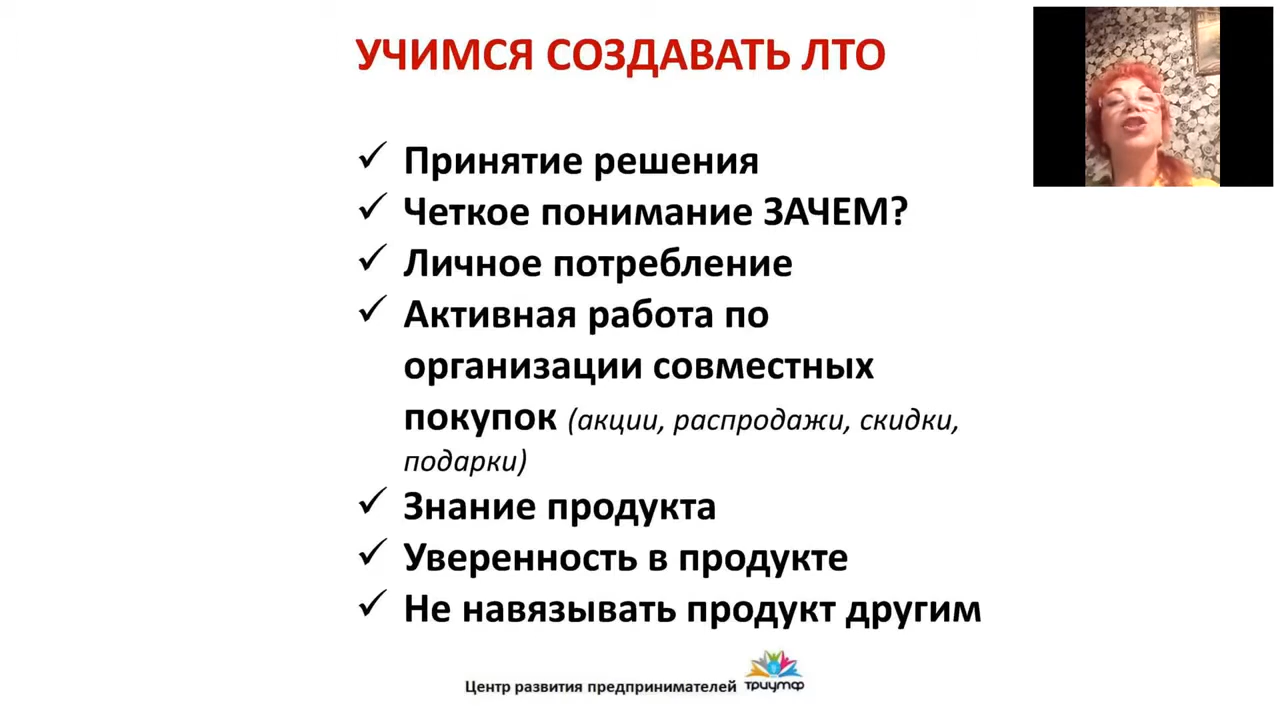 УЧИМСЯ СОЗДАВАТЬ ЛТО
Принятие решения
Четкое понимание ЗАЧЕМ?
Личное потребление
Активная работа по
организации совместных
покупок (акции, распродажи, скидки,
подарки)
Знание продукта
Уверенность в продукте
Не навязывать продукт другим
Центр развития предпринимателей триумф